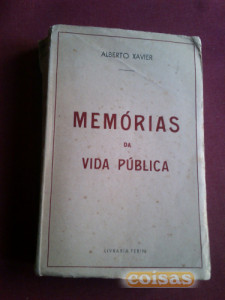 ALBERTO XAVIER
MEMÓRIAS
DA
VIDA PÚBLICA
LIVRARIA FERIN
coisas